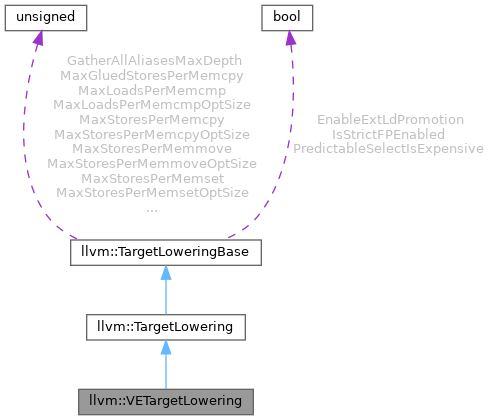 unsigned
bool
GatherAllAliasesMaxDepth
MaxGluedStoresPerMemcpy
MaxLoadsPerMemcmp
MaxLoadsPerMemcmpOptSize
MaxStoresPerMemcpy
MaxStoresPerMemcpyOptSize
MaxStoresPerMemmove
MaxStoresPerMemmoveOptSize
MaxStoresPerMemset
MaxStoresPerMemsetOptSize
...
EnableExtLdPromotion
IsStrictFPEnabled
PredictableSelectIsExpensive
llvm::TargetLoweringBase
llvm::TargetLowering
llvm::VETargetLowering